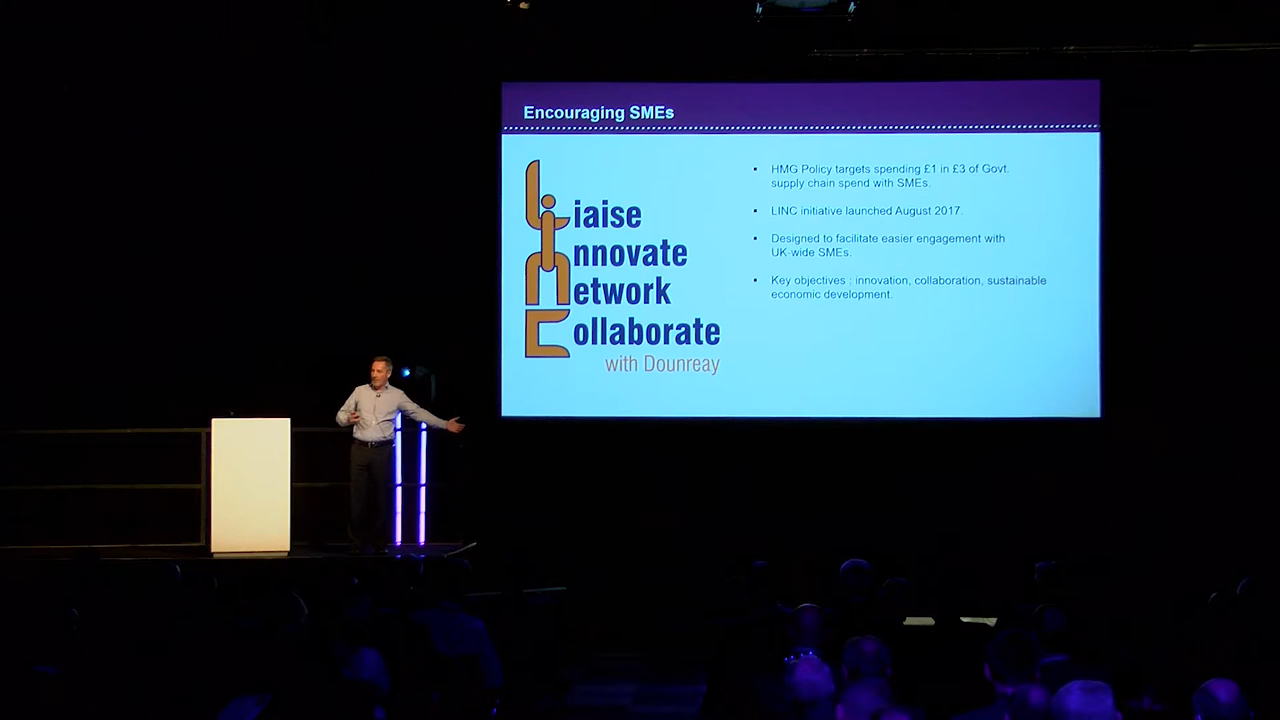 Encouraging SMEs
Liaise
Innovate
Network
Collaborate
with Dounreay
▪ HMG Policy targets spending £1 in £3 of Govt.
supply chain spend with SMEs.
▪ LINC initiative launched August 2017.
▪ Designed to facilitate easier engagement with
UK-wide SMEs.
▪ Key objectives : innovation, collaboration, sustainable
economic development.